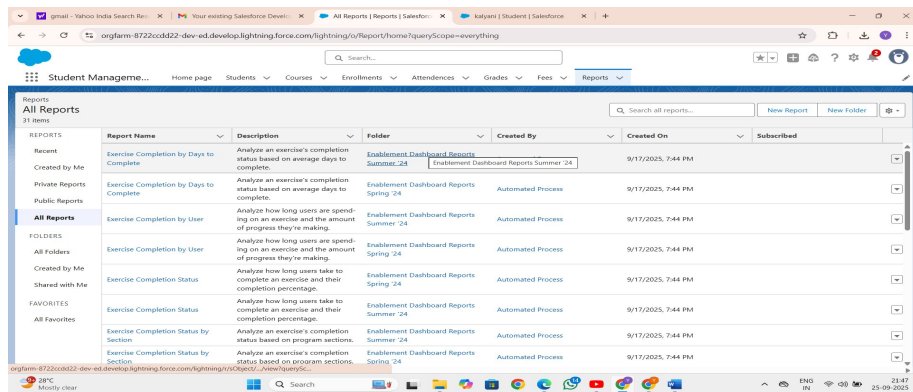 gmail - Yahoo India Search Res
Your existing Salesforce Develo
All Reports | Reports | Salesforc
kalyani | Student | Salesforce
orgfarm-8722ccdd22-dev-ed.develop.lightning.force.com/lightning/o/Report/home?queryScope=everything
Search...
Student Manageme...
Home page
Students
Courses
Enrollments
Attendences
Grades
Fees
Reports
Reports
All Reports
31 items
Search all reports...
New Report
New Folder
REPORTS
Recent
Created by Me
Private Reports
Public Reports
All Reports
FOLDERS
All Folders
Created by Me
Shared with Me
FAVORITES
All Favorites
Report Name
Description
Folder
Created By
Created On
Subscribed
Exercise Completion by Days to
Complete
Analyze an exercise's completion
status based on average days to
complete.
Enablement Dashboard Reports
Summer '24
Enablement Dashboard Reports Summer '24
9/17/2025, 7:44 PM
Exercise Completion by Days to
Complete
Analyze an exercise's completion
status based on average days to
complete.
Enablement Dashboard Reports
Spring '24
Automated Process
9/17/2025, 7:44 PM
Exercise Completion by User
Analyze how long users are spend-
ing on an exercise and the amount
of progress they're making.
Enablement Dashboard Reports
Summer '24
Automated Process
9/17/2025, 7:44 PM
Exercise Completion by User
Analyze how long users are spend-
ing on an exercise and the amount
of progress they're making.
Enablement Dashboard Reports
Spring '24
Automated Process
9/17/2025, 7:44 PM
Exercise Completion Status
Analyze how long users take to
complete an exercise and their
completion percentage.
Enablement Dashboard Reports
Spring '24
Automated Process
9/17/2025, 7:44 PM
Exercise Completion Status
Analyze how long users take to
complete an exercise and their
completion percentage.
Enablement Dashboard Reports
Summer '24
Automated Process
9/17/2025, 7:44 PM
Exercise Completion Status by
Section
Analyze an exercise's completion
status based on program sections.
Enablement Dashboard Reports
Summer '24
Automated Process
9/17/2025, 7:44 PM
Exercise Completion Status by
Section
Analyze an exercise's completion
status based on program sections.
Enablement Dashboard Reports
Spring '24
Automated Process
9/17/2025, 7:44 PM
28°C
Mostly clear
Search
ENG
IN
21:47
25-09-2025